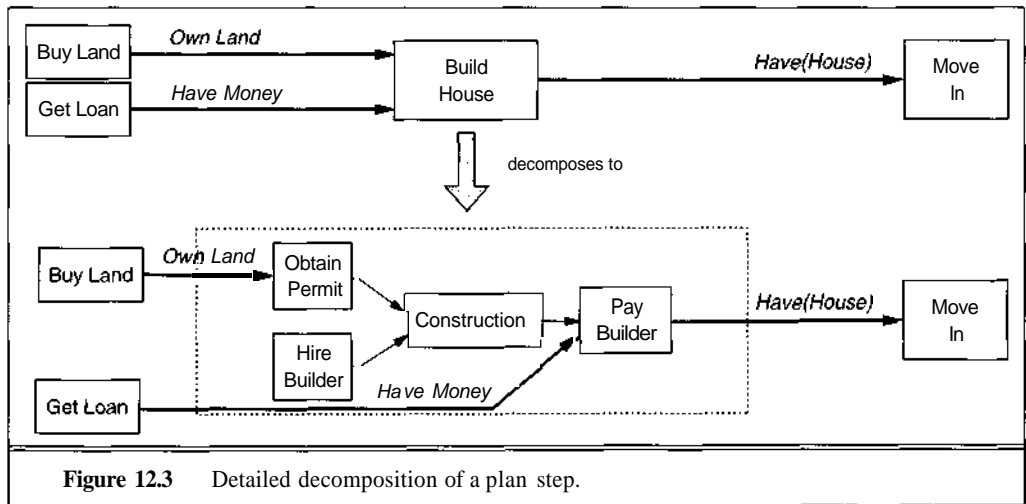 Buy Land
Own Land
Get Loan
Have Money
Build
House
Have(House)
Move
In
decomposes to
Buy Land
Own Land
Obtain
Permit
Hire
Builder
Construction
Pay
Builder
Have(House)
Move
In
Get Loan
Have Money
Figure 12.3 Detailed decomposition of a plan step.